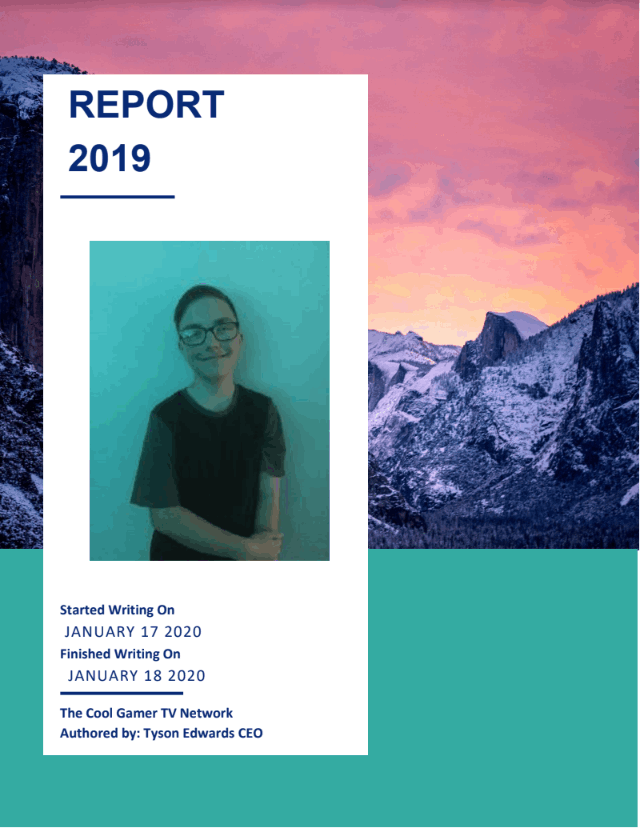 REPORT
2019
Started Writing On
JANUARY 17 2020
Finished Writing On
JANUARY 18 2020
The Cool Gamer TV Network
Authored by: Tyson Edwards CEO